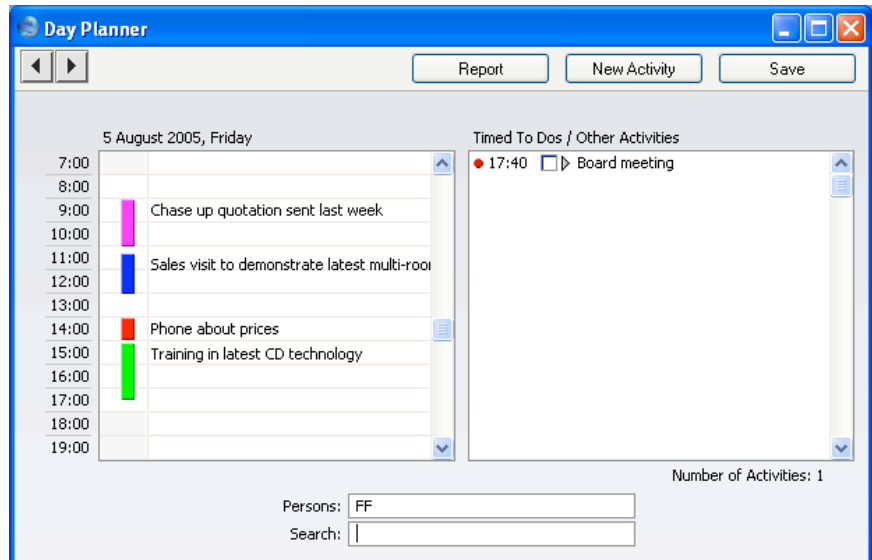 Day Planner
Report New Activity Save
5 August 2005, Friday
Timed To Dos / Other Activities
7:00
8:00
9:00 Chase up quotation sent last week
10:00
11:00 Sales visit to demonstrate latest multi-roo
12:00
13:00
14:00 Phone about prices
15:00 Training in latest CD technology
16:00
17:00
18:00
19:00
17:40 Board meeting
Number of Activities: 1
Persons: FF
Search: